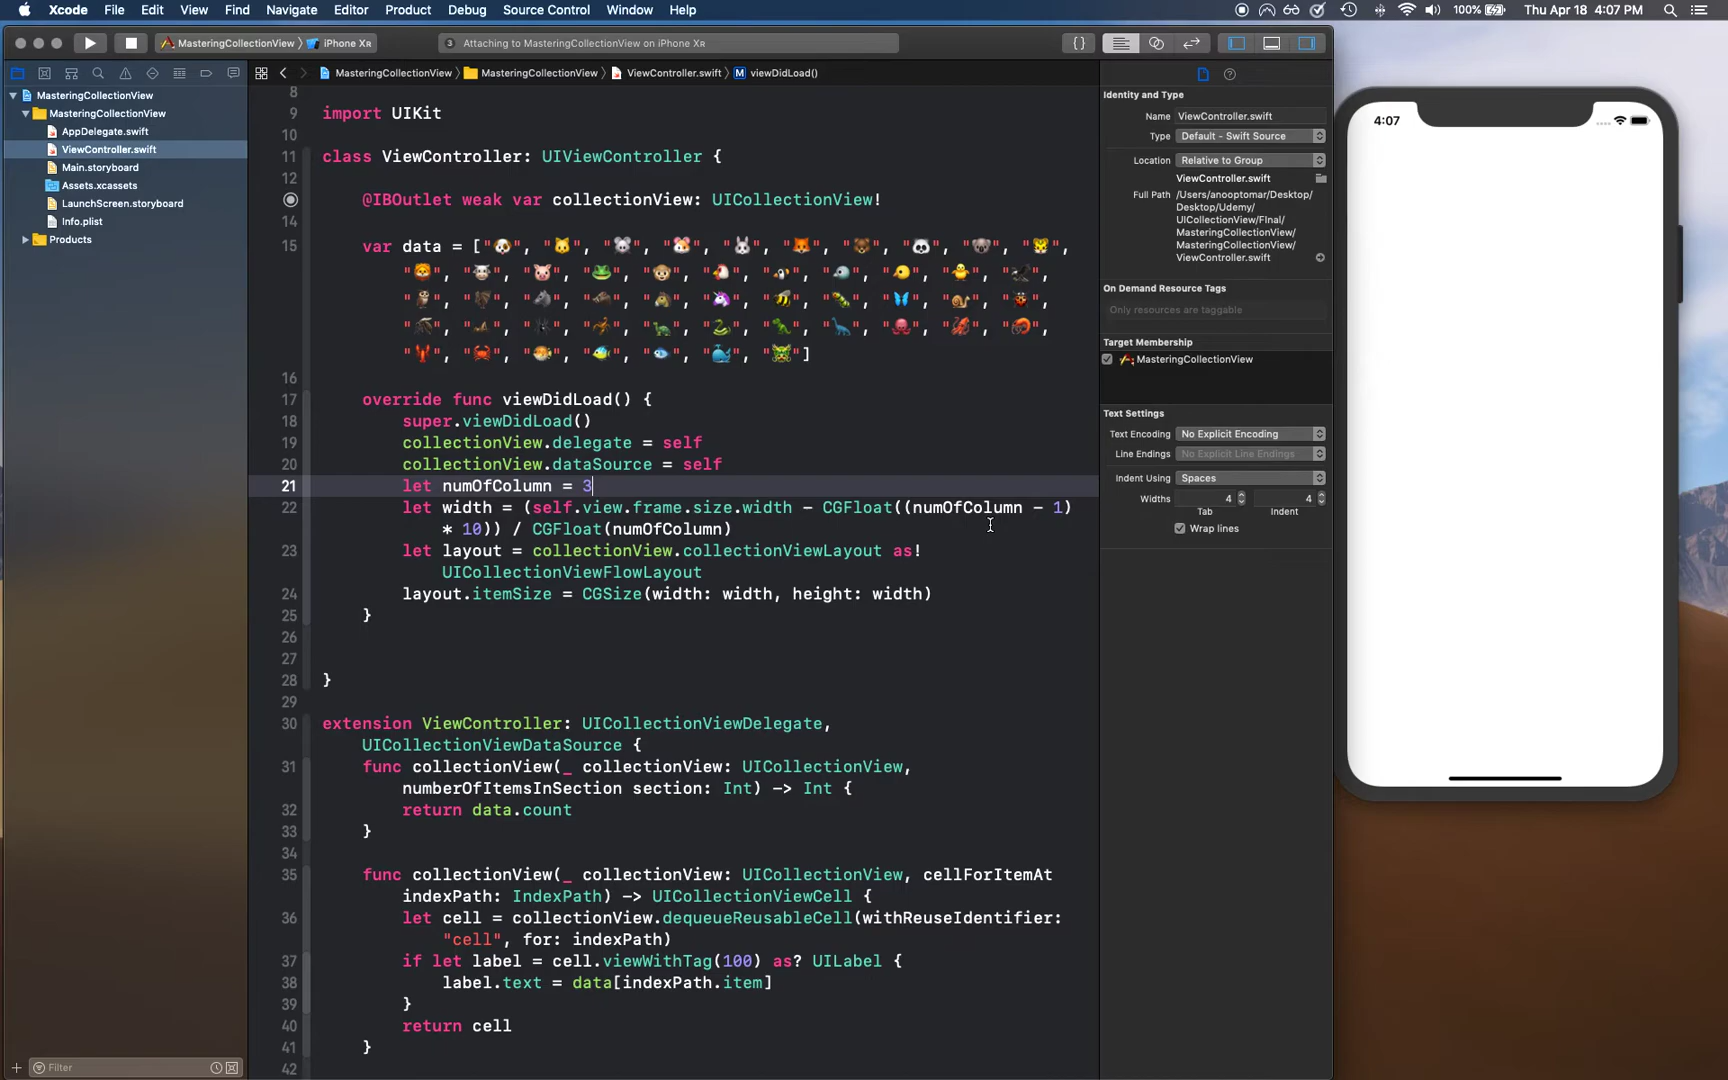 Xcode File Edit View Find Navigate Editor Product Debug Source Control Window Help 100% Thu Apr 18 4:07 PM
MasteringCollectionView iPhone XR 3 Attaching to MasteringCollectionView on iPhone XR
MasteringCollectionView MasteringCollectionView ViewController.swift M viewDidLoad()
MasteringCollectionView
MasteringCollectionView
AppDelegate.swift
ViewController.swift
Main.storyboard
Assets.xcassets
LaunchScreen.storyboard
Info.plist
Products
Filter
8
9 import UIKit
10
11 class ViewController: UIViewController {
12
@IBOutlet weak var collectionView: UICollectionView!
14
15 var data = ["🐶", "🐱", "🐭", "🐹", "🐰", "🦊", "🐻", "🐼", "🐨", "🐯",
"🦁", "🐮", "🐷", "🐸", "🐵", "🐔", "🐧", "🐦", "🐤", "🐥", "🦅",
"🦉", "🦃", "🐺", "🐗", "🐴", "🦄", "🐝", "🐛", "🦋", "🐌", "🐞",
"🐜", "🦗", "🕷", "🦂", "🐢", "🐍", "🦎", "🦕", "🐙", "🦑", "🦐",
"🦞", "🦀", "🐡", "🐠", "🐟", "🐳", "🐲"]
16
17 override func viewDidLoad() {
18 super.viewDidLoad()
19 collectionView.delegate = self
20 collectionView.dataSource = self
21 let numOfColumn = 3
22 let width = (self.view.frame.size.width - CGFloat((numOfColumn - 1)
* 10)) / CGFloat(numOfColumn)
23 let layout = collectionView.collectionViewLayout as!
UICollectionViewFlowLayout
24 layout.itemSize = CGSize(width: width, height: width)
25 }
26
27
28 }
29
30 extension ViewController: UICollectionViewDelegate,
UICollectionViewDataSource {
31 func collectionView(_ collectionView: UICollectionView,
numberOfItemsInSection section: Int) -> Int {
32 return data.count
33 }
34
35 func collectionView(_ collectionView: UICollectionView, cellForItemAt
indexPath: IndexPath) -> UICollectionViewCell {
36 let cell = collectionView.dequeueReusableCell(withReuseIdentifier:
"cell", for: indexPath)
37 if let label = cell.viewWithTag(100) as? UILabel {
38 label.text = data[indexPath.item]
39 }
40 return cell
41 }
42
Identity and Type
Name ViewController.swift
Type Default - Swift Source
Location Relative to Group
ViewController.swift
Full Path /Users/anooptomar/Desktop/
Desktop/Udemy/
UICollectionView/FInal/
MasteringCollectionView/
MasteringCollectionView/
ViewController.swift
On Demand Resource Tags
Only resources are taggable
Target Membership
MasteringCollectionView
Text Settings
Text Encoding No Explicit Encoding
Line Endings No Explicit Line Endings
Indent Using Spaces
Widths 4 4
Tab Indent
Wrap lines
4:07